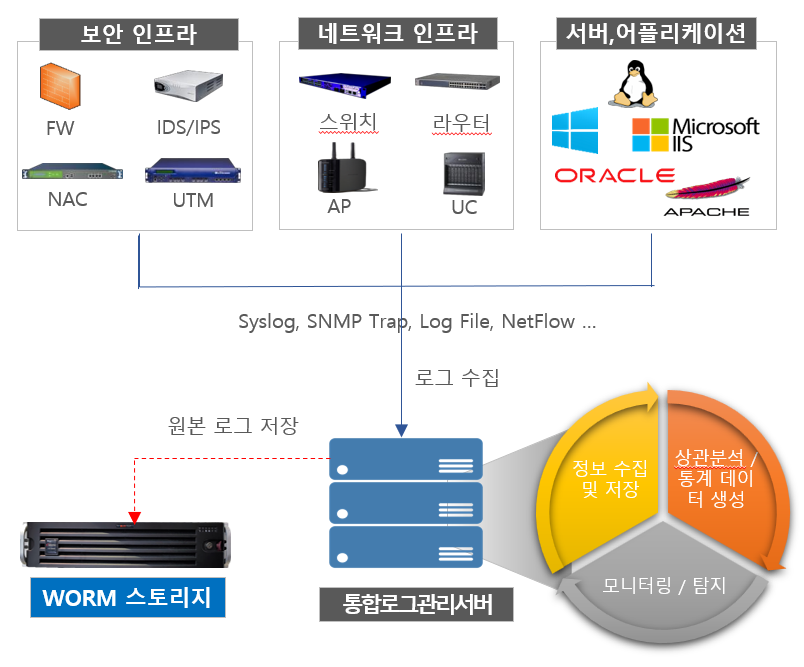 보안 인프라
네트워크 인프라
서버,어플리케이션
FW
IDS/IPS
NAC
UTM
스위치
라우터
AP
UC
Microsoft
IIS
ORACLE
APACHE
Syslog, SNMP Trap, Log File, NetFlow ...
로그 수집
원본 로그 저장
WORM 스토리지
통합로그관리서버
정보 수집
및 저장
상관분석 /
통계 데이
터 생성
모니터링 / 탐지